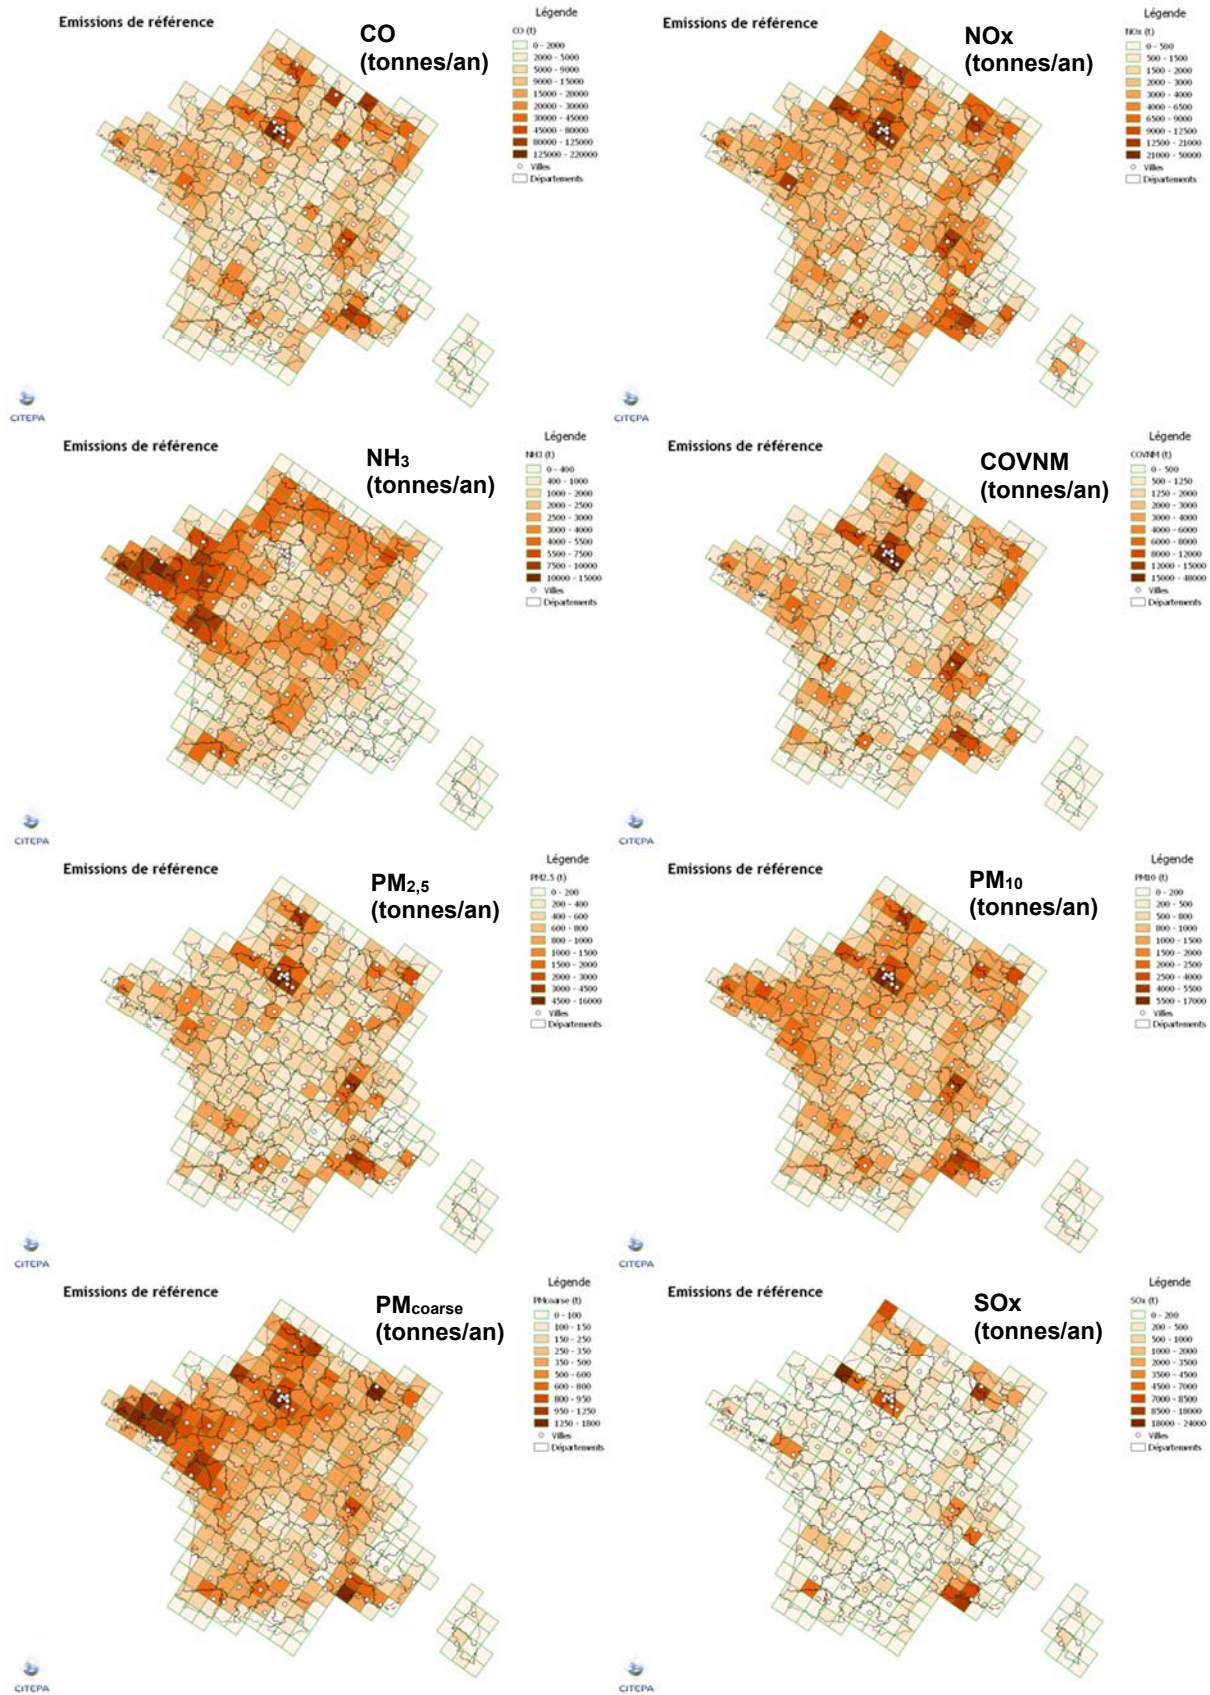 Emissions de référence
CO
(tonnes/an)
Légende
CO (t)
0 - 2000
2000 - 5000
5000 - 9000
9000 - 15000
15000 - 20000
20000 - 30000
30000 - 45000
45000 - 80000
80000 - 125000
125000 - 220000
Villes
Départements
CITEPA
Emissions de référence
NOx
(tonnes/an)
Légende
NOx (t)
0 - 500
500 - 1500
1500 - 2000
2000 - 3000
3000 - 4000
4000 - 6500
6500 - 9000
9000 - 12500
12500 - 21000
21000 - 50000
Villes
Départements
CITEPA
Emissions de référence
NH3
(tonnes/an)
Légende
NH3 (t)
0 - 400
400 - 1000
1000 - 2000
2000 - 2500
2500 - 3000
3000 - 4000
4000 - 5500
5500 - 7500
7500 - 10000
10000 - 15000
Villes
Départements
CITEPA
Emissions de référence
COVNM
(tonnes/an)
Légende
COVNM (t)
0 - 500
500 - 1250
1250 - 2000
2000 - 3000
3000 - 4000
4000 - 6000
6000 - 8000
8000 - 12000
12000 - 15000
15000 - 48000
Villes
Départements
CITEPA
Emissions de référence
PM2,5
(tonnes/an)
Légende
PM2,5 (t)
0 - 200
200 - 400
400 - 600
600 - 800
800 - 1000
1000 - 1500
1500 - 2000
2000 - 3000
3000 - 4500
4500 - 16000
Villes
Départements
CITEPA
Emissions de référence
PM10
(tonnes/an)
Légende
PM10 (t)
0 - 200
200 - 500
500 - 800
800 - 1000
1000 - 1500
1500 - 2000
2000 - 2500
2500 - 4000
4000 - 5500
5500 - 17000
Villes
Départements
CITEPA
Emissions de référence
PMcoarse
(tonnes/an)
Légende
PMcoarse (t)
0 - 100
100 - 150
150 - 250
250 - 350
350 - 500
500 - 600
600 - 800
800 - 950
950 - 1250
1250 - 1800
Villes
Départements
CITEPA
Emissions de référence
SOx
(tonnes/an)
Légende
SOx (t)
0 - 200
200 - 500
500 - 1000
1000 - 2000
2000 - 3500
3500 - 4500
4500 - 7000
7000 - 8500
8500 - 18000
18000 - 24000
Villes
Départements
CITEPA